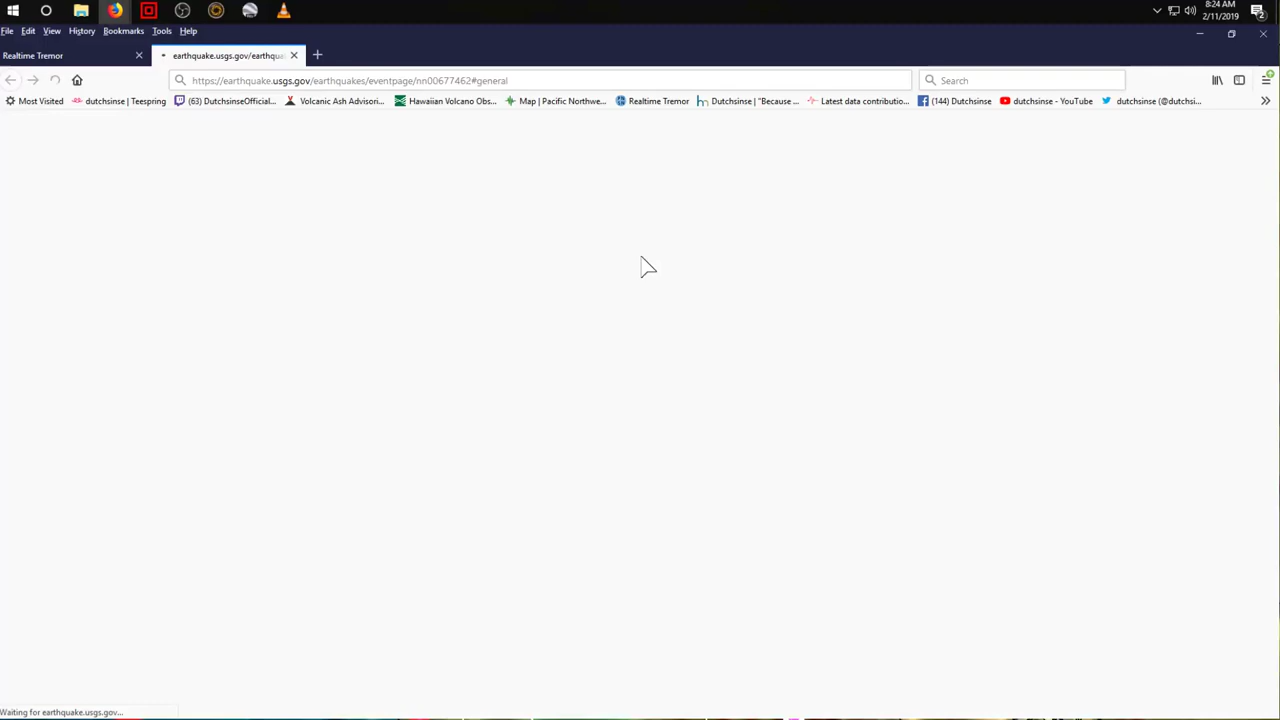 8:24 AM
2/11/2019
2
File Edit View History Bookmarks Tools Help
Realtime Tremor
earthquake.usgs.gov/earthqua
https://earthquake.usgs.gov/earthquakes/eventpage/nn00677462#general
Search
Most Visited dutchsinse | Teespring (63) DutchsinseOfficial... Volcanic Ash Advisori... Hawaiian Volcano Obs... Map | Pacific Northwe... Realtime Tremor Dutchsinse | "Because ... Latest data contributio... (144) Dutchsinse dutchsinse - YouTube dutchsinse (@dutchsi...
Waiting for earthquake.usgs.gov...